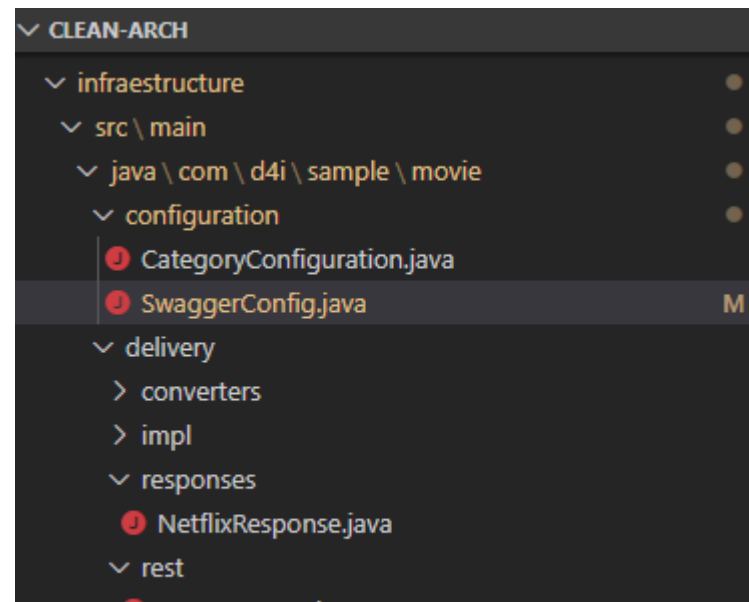 CLEAN-ARCH
infraestructure
src \ main
java \ com \ d4i \ sample \ movie
configuration
J CategoryConfiguration.java
J SwaggerConfig.java M
delivery
converters
impl
responses
J NetflixResponse.java
rest